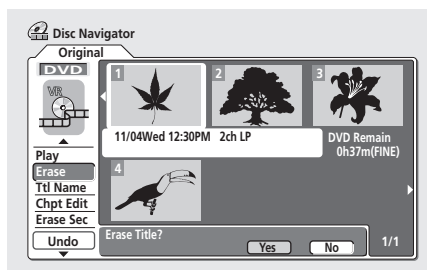 Disc Navigator
Original
DVD
VR
1
2
3
11/04Wed 12:30PM 2ch LP
DVD Remain
0h37m(FINE)
4
Play
Erase
Ttl Name
Chpt Edit
Erase Sec
Undo
Erase Title?
Yes
No
1/1